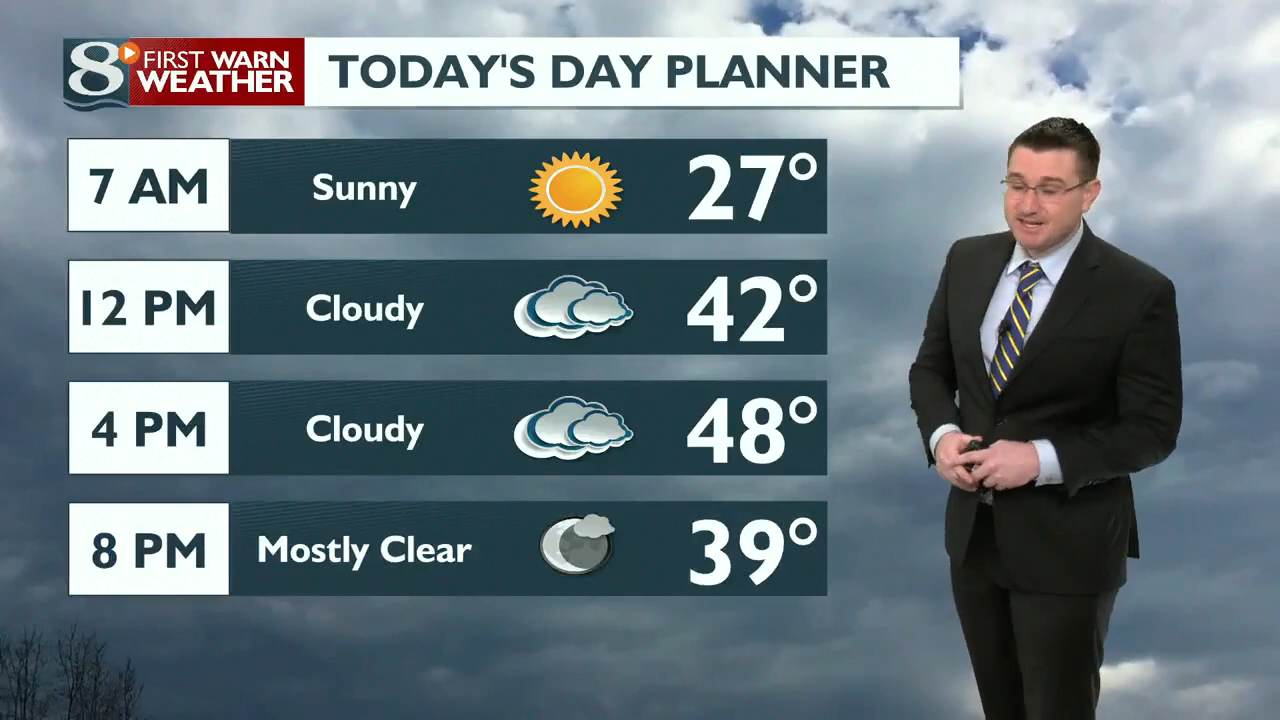 8 FIRST WARN
WEATHER
TODAY'S DAY PLANNER
7 AM Sunny 27°
12 PM Cloudy 42°
4 PM Cloudy 48°
8 PM Mostly Clear 39°